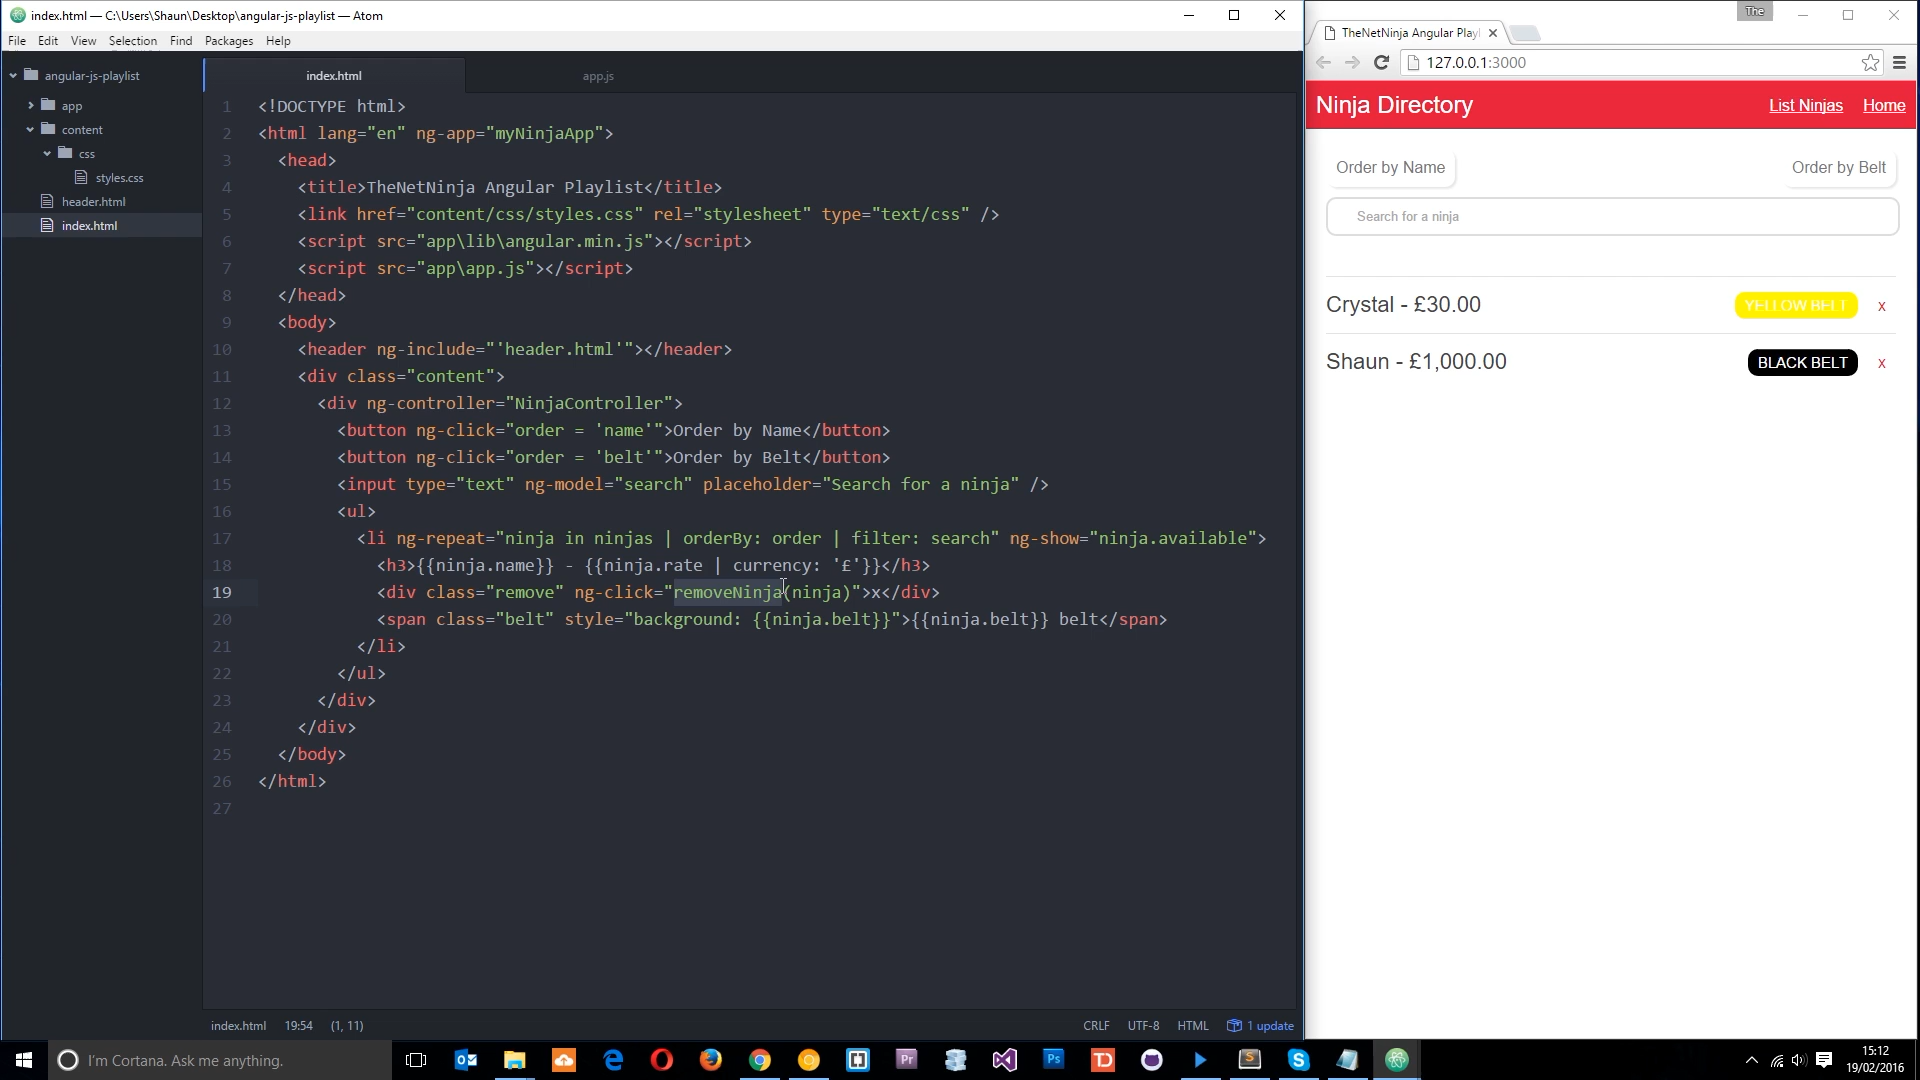 index.html — C:\Users\Shaun\Desktop\angular-js-playlist — Atom
File Edit View Selection Find Packages Help
angular-js-playlist
app
content
css
styles.css
header.html
index.html
index.html app.js
1 <!DOCTYPE html>
2 <html lang="en" ng-app="myNinjaApp">
3 <head>
4 <title>TheNetNinja Angular Playlist</title>
5 <link href="content/css/styles.css" rel="stylesheet" type="text/css" />
6 <script src="app\lib\angular.min.js"></script>
7 <script src="app\app.js"></script>
8 </head>
9 <body>
10 <header ng-include="'header.html'"></header>
11 <div class="content">
12 <div ng-controller="NinjaController">
13 <button ng-click="order = 'name'">Order by Name</button>
14 <button ng-click="order = 'belt'">Order by Belt</button>
15 <input type="text" ng-model="search" placeholder="Search for a ninja" />
16 <ul>
17 <li ng-repeat="ninja in ninjas | orderBy: order | filter: search" ng-show="ninja.available">
18 <h3>{{ninja.name}} - {{ninja.rate | currency: '£'}}</h3>
19 <div class="remove" ng-click="removeNinja(ninja)">x</div>
20 <span class="belt" style="background: {{ninja.belt}}">{{ninja.belt}} belt</span>
21 </li>
22 </ul>
23 </div>
24 </div>
25 </body>
26 </html>
27
index.html 19:54 (1, 11) CRLF UTF-8 HTML 1 update
The
TheNetNinja Angular Playl
127.0.0.1:3000
Ninja Directory List Ninjas Home
Order by Name Order by Belt
Search for a ninja
Crystal - £30.00 YELLOW BELT x
Shaun - £1,000.00 BLACK BELT x
I'm Cortana. Ask me anything.
Pr
Ps
TD
S
15:12
19/02/2016